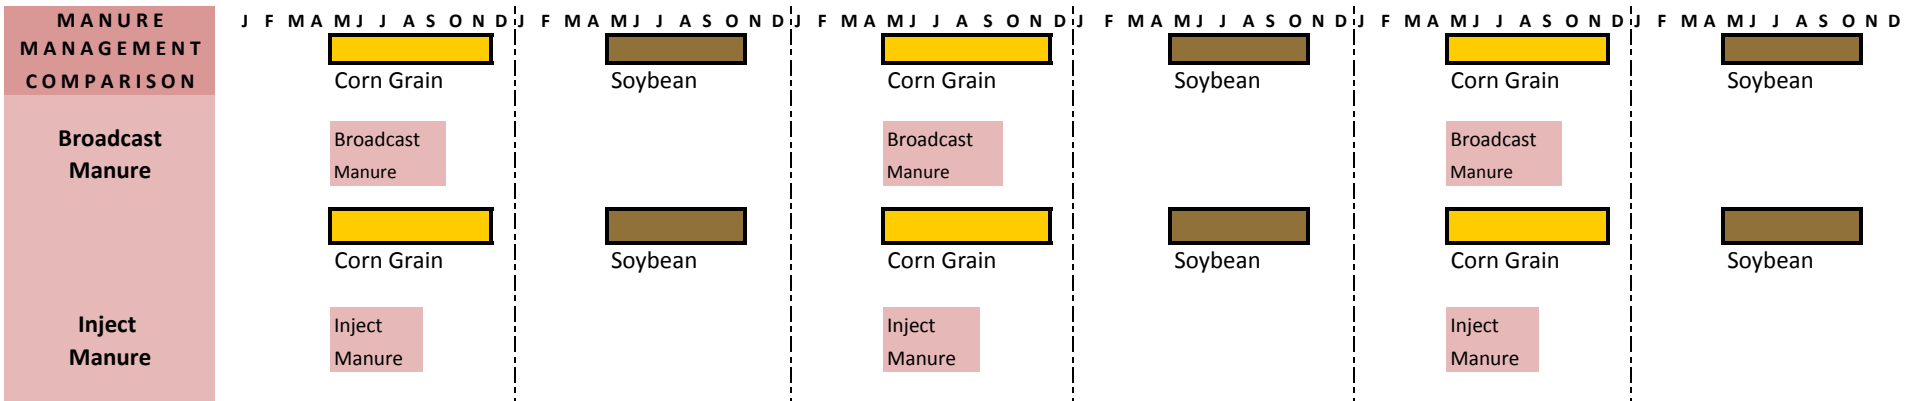 MANURE
MANAGEMENT
COMPARISON
J F M A M J J A S O N D J F M A M J J A S O N D J F M A M J J A S O N D J F M A M J J A S O N D J F M A M J J A S O N D J F M A M J J A S O N D
Corn Grain Soybean Corn Grain Soybean Corn Grain Soybean
Broadcast
Manure
Broadcast
Manure
Broadcast
Manure
Broadcast
Manure
Corn Grain Soybean Corn Grain Soybean Corn Grain Soybean
Inject
Manure
Inject
Manure
Inject
Manure
Inject
Manure